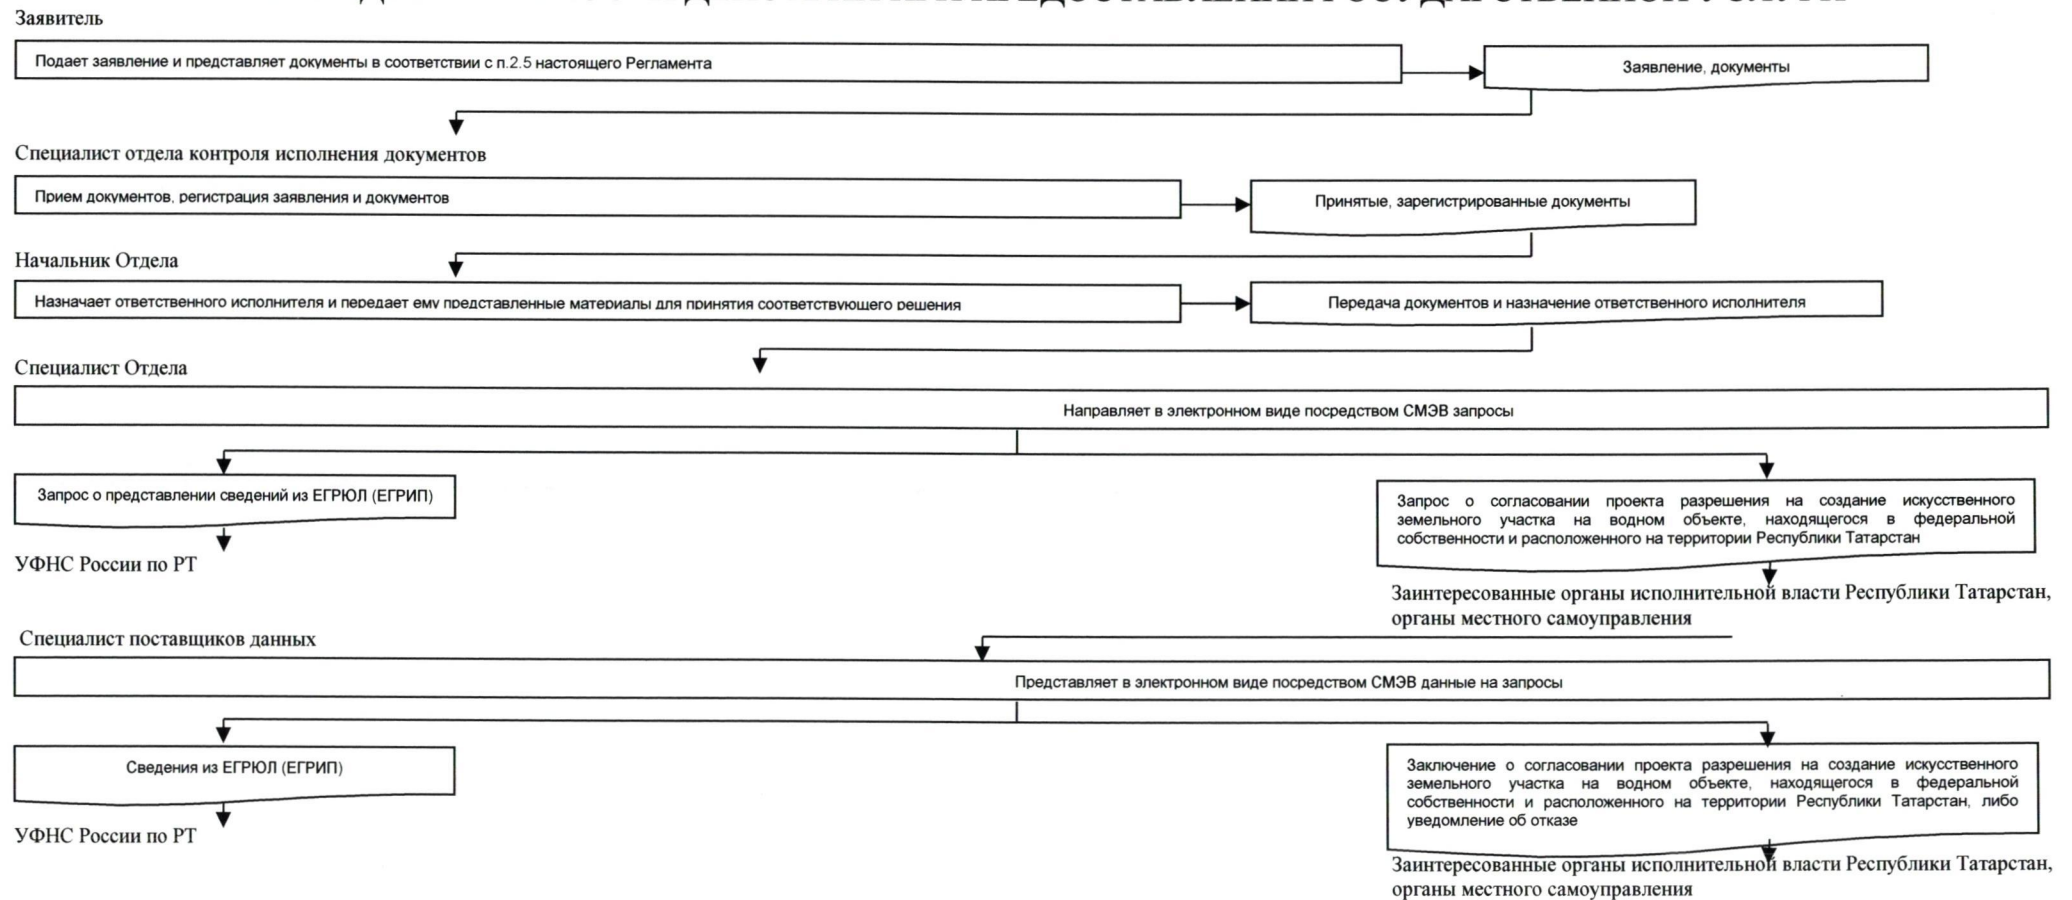 Заявитель
Подает заявление и представляет документы в соответствии с п.2.5 настоящего Регламента
Заявление, документы
Специалист отдела контроля исполнения документов
Прием документов, регистрация заявления и документов
Принятые, зарегистрированные документы
Начальник Отдела
Назначает ответственного исполнителя и передает ему представленные материалы для принятия соответствующего решения
Передача документов и назначение ответственного исполнителя
Специалист Отдела
Направляет в электронном виде посредством СМЭВ запросы
Запрос о представлении сведений из ЕГРЮЛ (ЕГРИП)
Запрос о согласовании проекта разрешения на создание искусственного
земельного участка на водном объекте, находящегося в федеральной
собственности и расположенного на территории Республики Татарстан
УФНС России по РТ
Заинтересованные органы исполнительной власти Республики Татарстан,
органы местного самоуправления
Специалист поставщиков данных
Представляет в электронном виде посредством СМЭВ данные на запросы
Сведения из ЕГРЮЛ (ЕГРИП)
Заключение о согласовании проекта разрешения на создание искусственного
земельного участка на водном объекте, находящегося в федеральной
собственности и расположенного на территории Республики Татарстан, либо
уведомление об отказе
УФНС России по РТ
Заинтересованные органы исполнительной власти Республики Татарстан,
органы местного самоуправления